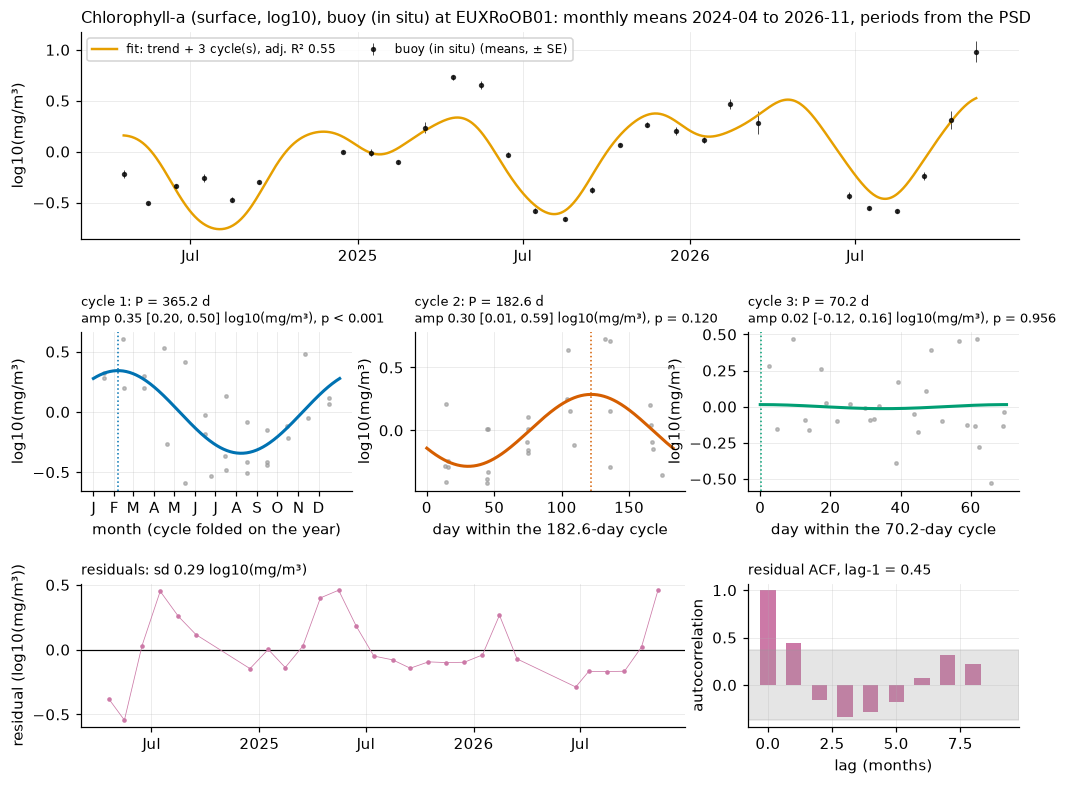 Chlorophyll-a (surface, log10), buoy (in situ) at EUXRoOB01: monthly means 2024-04 to 2026-11, periods from the PSD
fit: trend + 3 cycle(s), adj. R² 0.55
buoy (in situ) (means, ± SE)
log10(mg/m³)
1.0
0.5
0.0
−0.5
Jul
2025
Jul
2026
Jul
cycle 1: P = 365.2 d
amp 0.35 [0.20, 0.50] log10(mg/m³), p < 0.001
log10(mg/m³)
0.5
0.0
−0.5
J F M A M J J A S O N D
month (cycle folded on the year)
cycle 2: P = 182.6 d
amp 0.30 [0.01, 0.59] log10(mg/m³), p = 0.120
log10(mg/m³)
0.5
0.0
0 50 100 150
day within the 182.6-day cycle
cycle 3: P = 70.2 d
amp 0.02 [-0.12, 0.16] log10(mg/m³), p = 0.956
log10(mg/m³)
0.50
0.25
0.00
−0.25
−0.50
0 20 40 60
day within the 70.2-day cycle
residuals: sd 0.29 log10(mg/m³)
residual (log10(mg/m³))
0.5
0.0
−0.5
Jul
2025
Jul
2026
Jul
residual ACF, lag-1 = 0.45
autocorrelation
1.0
0.5
0.0
0.0 2.5 5.0 7.5
lag (months)